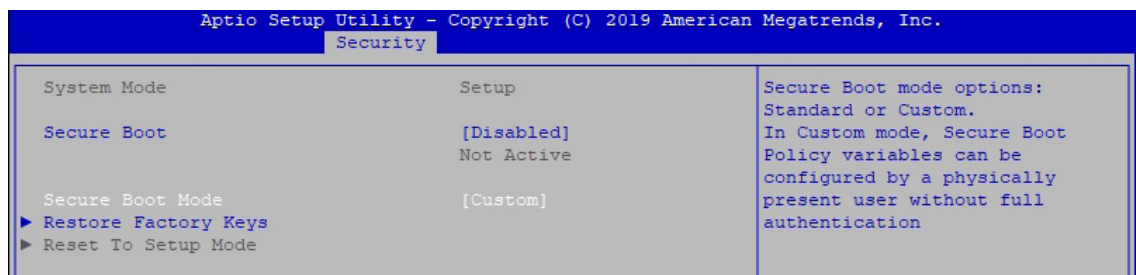 Aptio Setup Utility - Copyright (C) 2019 American Megatrends, Inc.
Security
System Mode Setup
Secure Boot [Disabled]
Not Active
Secure Boot Mode [Custom]
► Restore Factory Keys
► Reset To Setup Mode
Secure Boot mode options:
Standard or Custom.
In Custom mode, Secure Boot
Policy variables can be
configured by a physically
present user without full
authentication